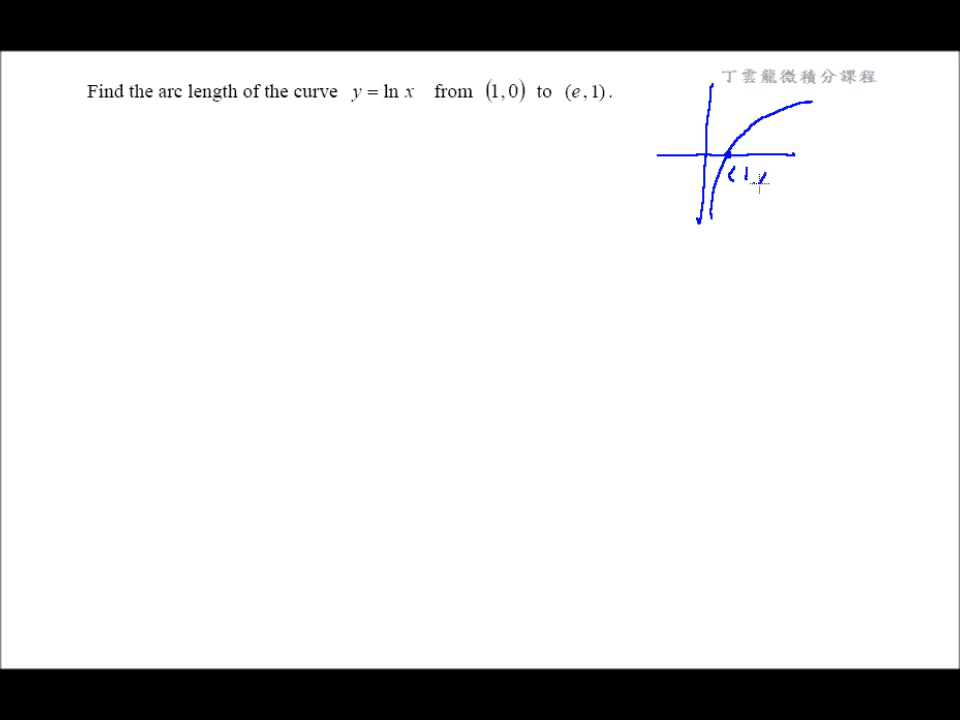 丁雲龍微積分課程
Find the arc length of the curve y = ln x from (1,0) to (e,1).
(1,